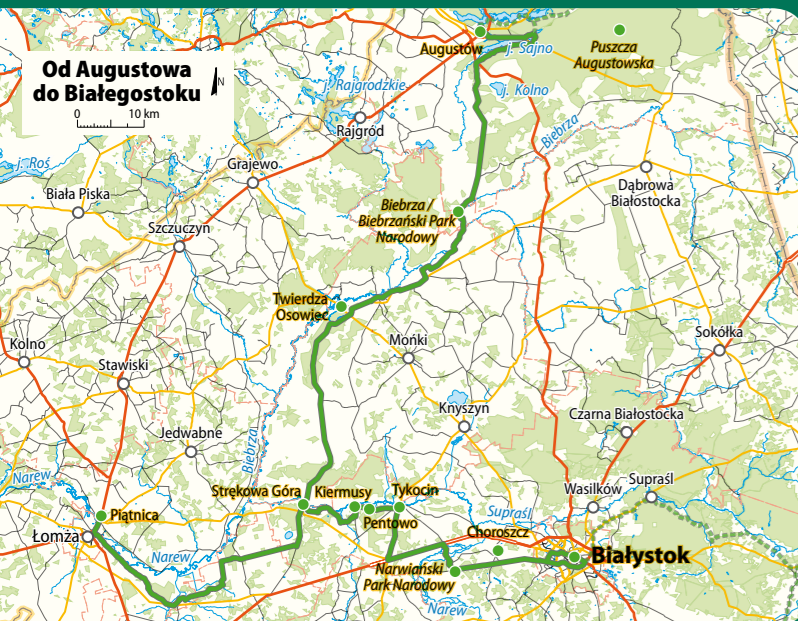 Od Augustowa
do Białegostoku
N
0 10 km
Augustów
j. Sajno
Puszcza
Augustowska
j. Rajgrodzkie
j. Kolno
Rajgród
Biebrza
j. Roś
Grajewo
Biała Piska
Dąbrowa
Białostocka
Biebrza /
Biebrzański Park
Narodowy
Szczuczyn
Twierdza
Osowiec
Kolno
Mońki
Sokółka
Stawiski
Knyszyn
Czarna Białostocka
Jedwabne
Biebrza
Narew
Strękowa Góra
Kiermusy
Tykocin
Wasilków
Supraśl
Piątnica
Pentowo
Supraśl
Łomża
Choroszcz
Narew
Białystok
Narwiański
Park Narodowy
Narew